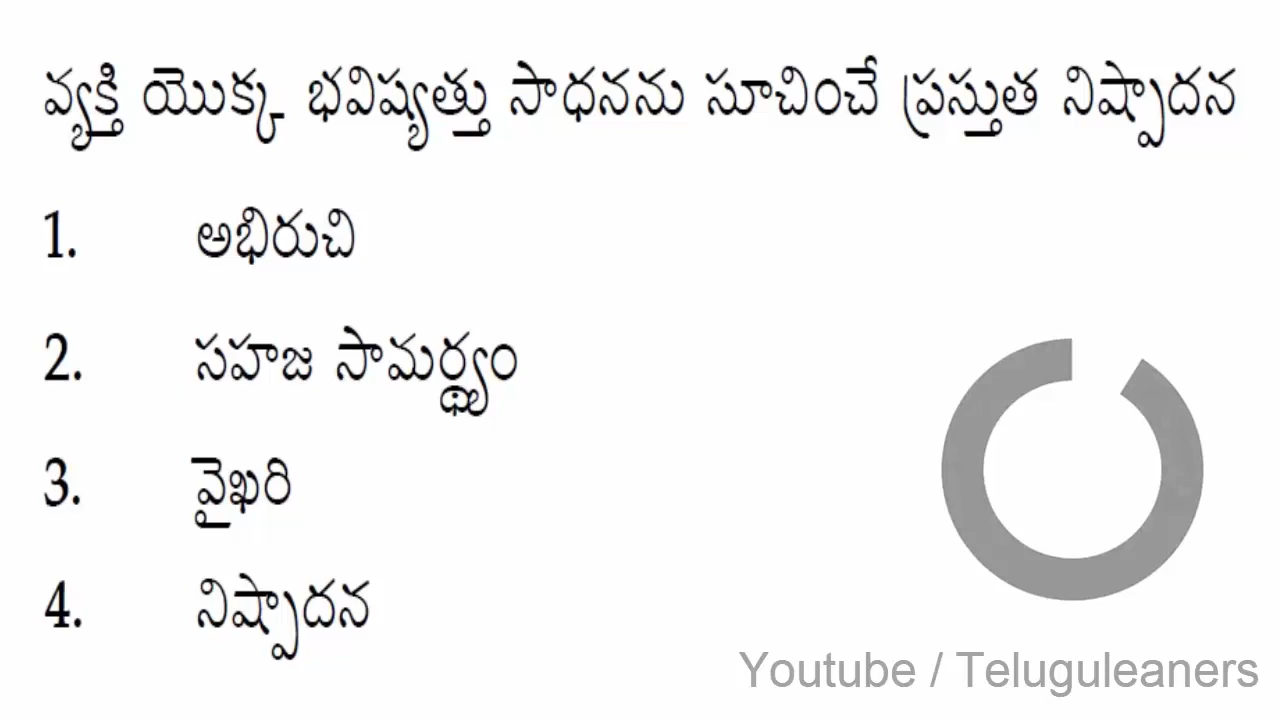 వ్యక్తి యొక్క భవిష్యత్తు సాధనను సూచించే ప్రస్తుత నిష్పాదన
1. అభిరుచి
2. సహజ సామర్థ్యం
3. వైఖరి
4. నిష్పాదన
Youtube / Teluguleaners